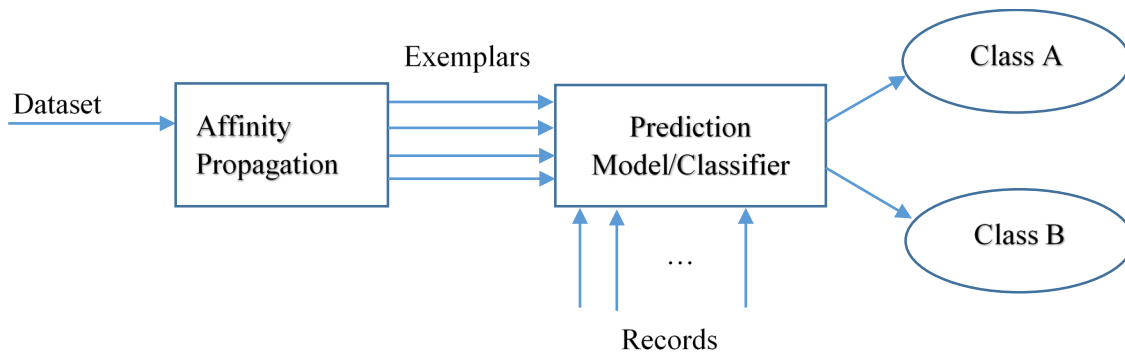 Dataset
Affinity
Propagation
Exemplars
Prediction
Model/Classifier
...
Records
Class A
Class B